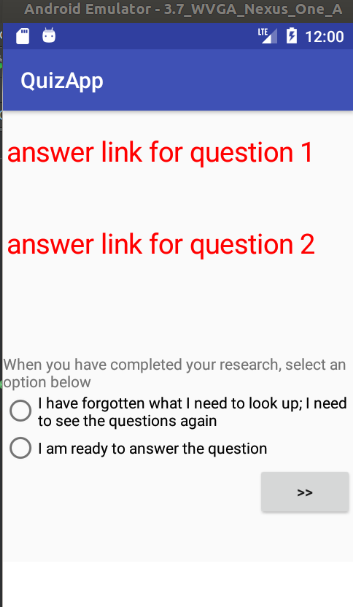 Android Emulator - 3.7_WVGA_Nexus_One_A
LTE 12:00
QuizApp
answer link for question 1
answer link for question 2
When you have completed your research, select an
option below
I have forgotten what I need to look up; I need
to see the questions again
I am ready to answer the question
>>